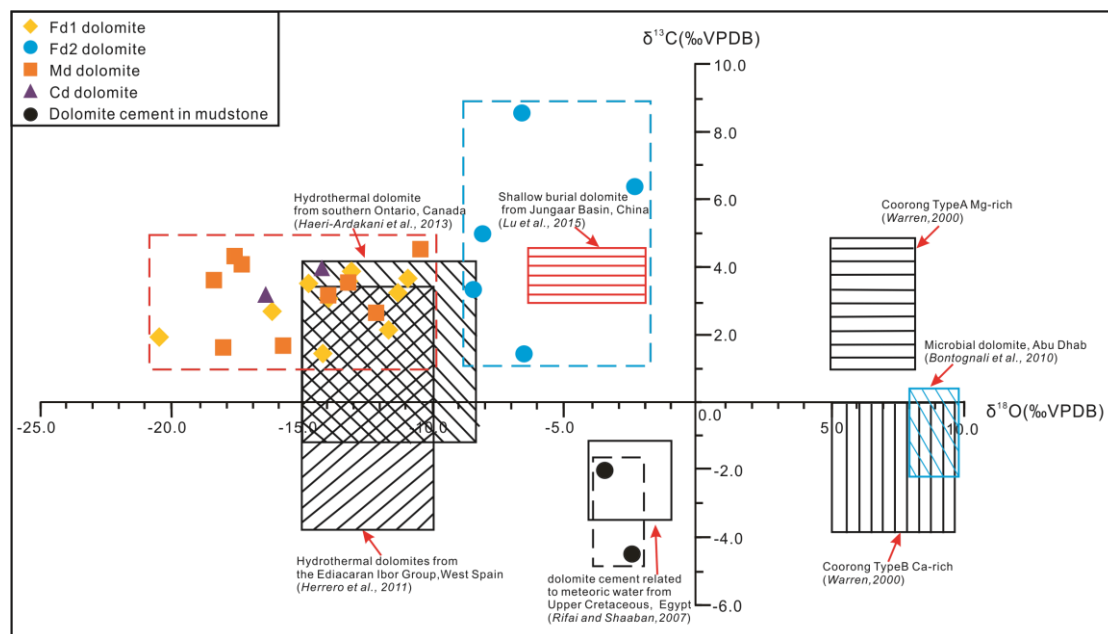 Fd1 dolomite
Fd2 dolomite
Md dolomite
Cd dolomite
Dolomite cement in mudstone
δ¹³C(‰VPDB)
10.0
8.0
6.0
4.0
2.0
0.0
-2.0
-4.0
-6.0
-25.0
-20.0
-15.0
-10.0
-5.0
5.0
10.0
δ¹⁸O(‰VPDB)
Hydrothermal dolomite
from southern Ontario, Canada
(Haeri-Ardakani et al., 2013)
Shallow burial dolomite
from Jungaar Basin, China
(Lu et al., 2015)
Coorong TypeA Mg-rich
(Warren,2000)
Microbial dolomite, Abu Dhab
(Bontognali et al., 2010)
Hydrothermal dolomites from
the Ediacaran Ibor Group,West Spain
(Herrero et al., 2011)
dolomite cement related
to meteoric water from
Upper Cretaceous, Egypt
(Rifai and Shaaban,2007)
Coorong TypeB Ca-rich
(Warren,2000)